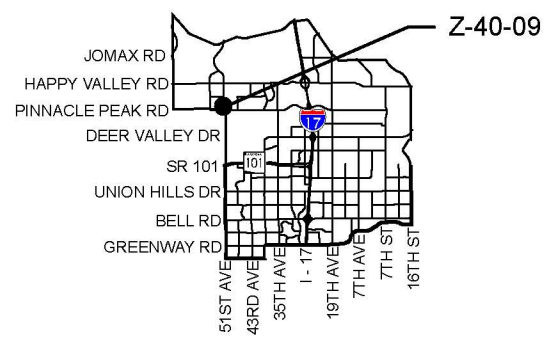 Z-40-09
JOMAX RD
HAPPY VALLEY RD
PINNACLE PEAK RD
17
DEER VALLEY DR
SR 101
101
UNION HILLS DR
BELL RD
GREENWAY RD
51ST AVE
43RD AVE
35TH AVE
I - 17
19TH AVE
7TH AVE
7TH ST
16TH ST